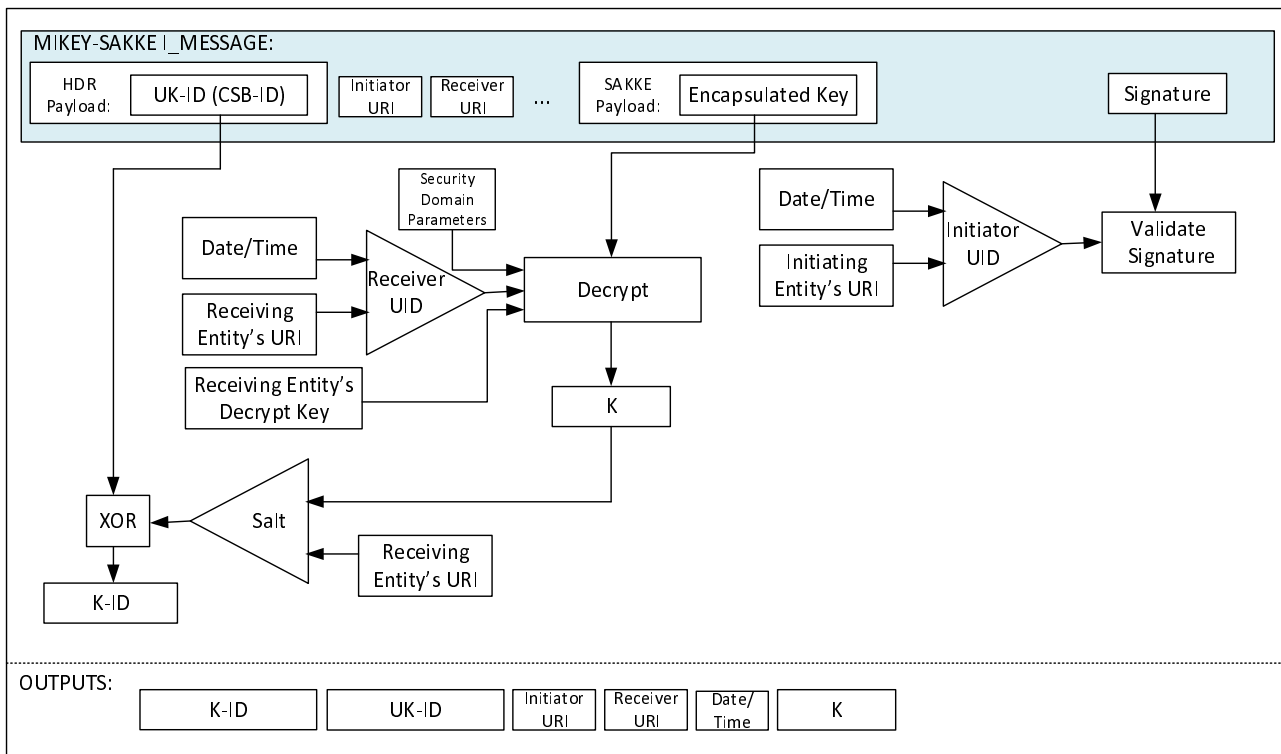 MIKEY-SAKKE I_MESSAGE:
HDR
Payload:
UK-ID (CSB-ID)
Initiator
URI
Receiver
URI
...
SAKKE
Payload:
Encapsulated Key
Signature
Security
Domain
Parameters
Date/Time
Receiving
Entity’s URI
Receiver
UID
Receiving Entity’s
Decrypt Key
Decrypt
K
Date/Time
Initiating
Entity’s URI
Initiator
UID
Validate
Signature
XOR
Salt
Receiving
Entity’s URI
K-ID
OUTPUTS:
K-ID
UK-ID
Initiator
URI
Receiver
URI
Date/
Time
K